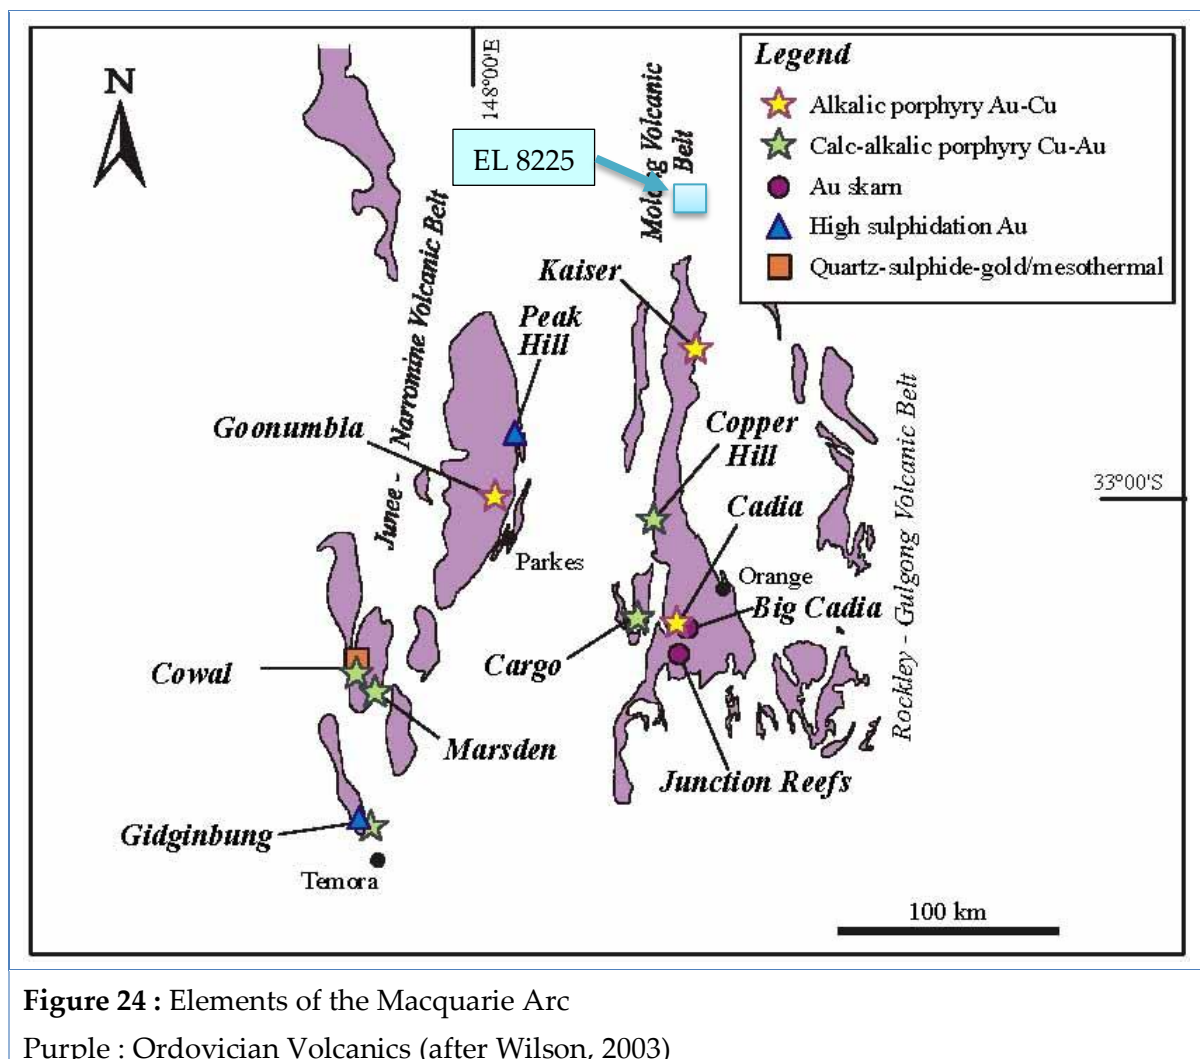 N
148°00'E
Molong Volcanic
Belt
EL 8225
Legend
Alkalic porphyry Au-Cu
Calc-alkalic porphyry Cu-Au
Au skarn
High sulphidation Au
Quartz-sulphide-gold/mesothermal
Junee - Narromine Volcanic Belt
Kaiser
Peak
Hill
Goonumbla
Copper
Hill
33°00'S
Rockley - Gulgong Volcanic Belt
Cadia
Parkes
Orange
Big Cadia
Cargo
Cowal
Marsden
Junction Reefs
Gidginbung
Temora
100 km
Figure 24 : Elements of the Macquarie Arc
Purple : Ordovician Volcanics (after Wilson, 2003)